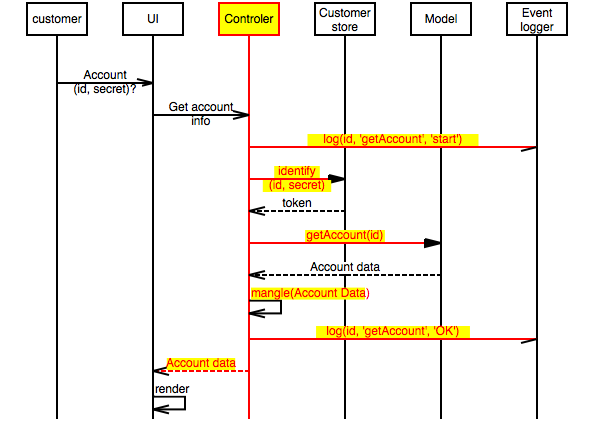 customer
UI
Controler
Customer
store
Model
Event
logger
Account
(id, secret)?
Get account
info
log(id, 'getAccount', 'start')
identify
(id, secret)
token
getAccount(id)
Account data
mangle(Account Data)
log(id, 'getAccount', 'OK')
Account data
render